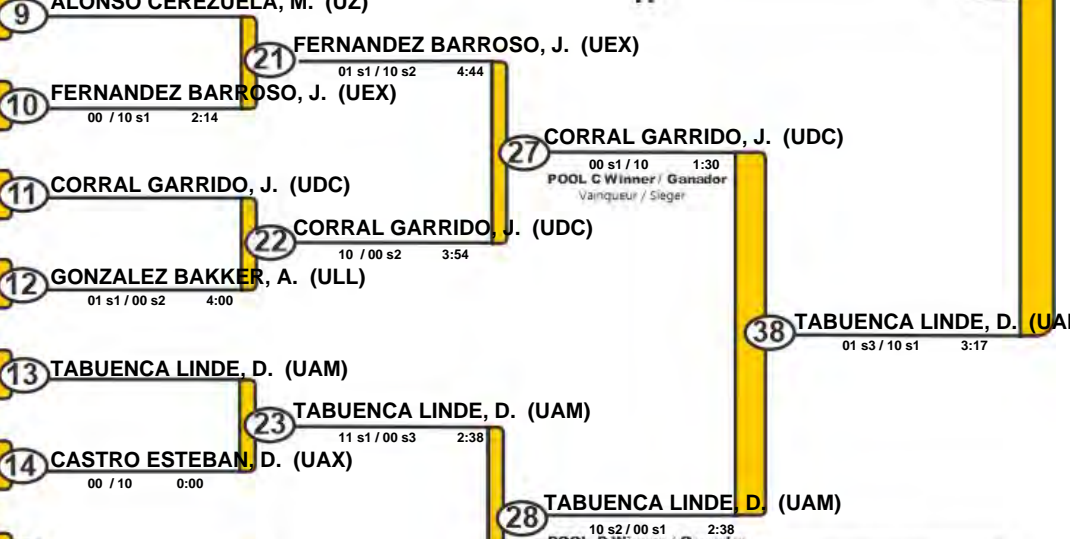 9 ALONSO CEREZUELA, M. (UZ)
21 FERNANDEZ BARROSO, J. (UEX)
01 s1 / 10 s2 4:44
10 FERNANDEZ BARROSO, J. (UEX)
00 / 10 s1 2:14
27 CORRAL GARRIDO, J. (UDC)
00 s1 / 10 1:30
POOL C Winner / Ganador
Vainqueur / Sieger
11 CORRAL GARRIDO, J. (UDC)
22 CORRAL GARRIDO, J. (UDC)
10 / 00 s2 3:54
12 GONZALEZ BAKKER, A. (ULL)
01 s1 / 00 s2 4:00
38 TABUENCA LINDE, D.
01 s3 / 10 s1 3:17
13 TABUENCA LINDE, D. (UAM)
23 TABUENCA LINDE, D. (UAM)
11 s1 / 00 s3 2:38
14 CASTRO ESTEBAN, D. (UAX)
00 / 10 0:00
28 TABUENCA LINDE, D. (UAM)
10 s2 / 00 s1 2:38